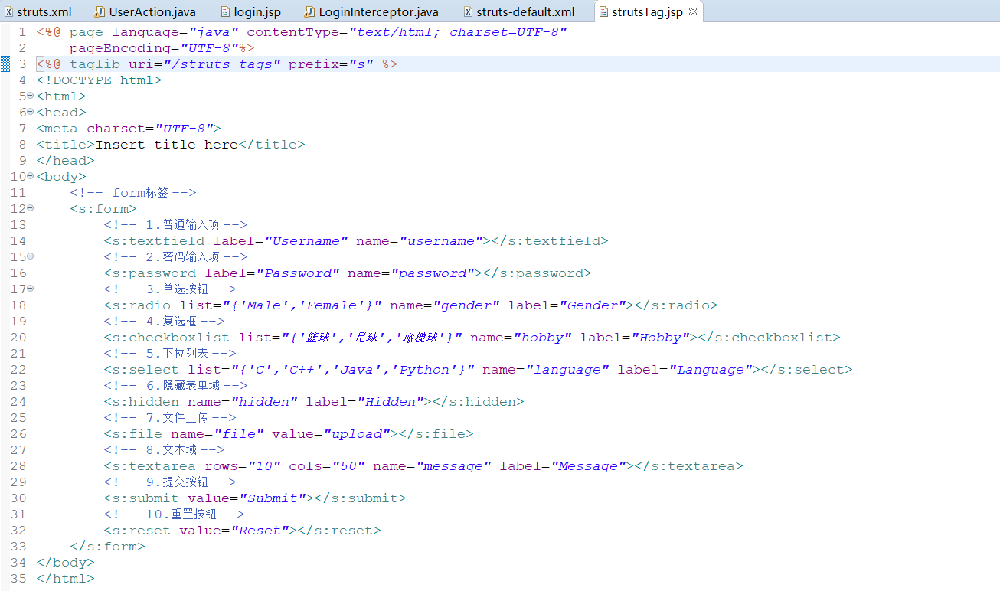 struts.xml UserAction.java login.jsp LoginInterceptor.java struts-default.xml strutsTag.jsp
1 <%@ page language="java" contentType="text/html; charset=UTF-8"
2     pageEncoding="UTF-8"%>
3 <%@ taglib uri="/struts-tags" prefix="s" %>
4 <!DOCTYPE html>
5 <html>
6 <head>
7 <meta charset="UTF-8">
8 <title>Insert title here</title>
9 </head>
10 <body>
11     <!-- form标签 -->
12     <s:form>
13         <!-- 1.普通输入项 -->
14         <s:textfield label="Username" name="username"></s:textfield>
15         <!-- 2.密码输入项 -->
16         <s:password label="Password" name="password"></s:password>
17         <!-- 3.单选按钮 -->
18         <s:radio list="{'Male','Female'}" name="gender" label="Gender"></s:radio>
19         <!-- 4.复选框 -->
20         <s:checkboxlist list="{'篮球','足球','橄榄球'}" name="hobby" label="Hobby"></s:checkboxlist>
21         <!-- 5.下拉列表 -->
22         <s:select list="{'C','C++','Java','Python'}" name="language" label="Language"></s:select>
23         <!-- 6.隐藏表单域 -->
24         <s:hidden name="hidden" label="Hidden"></s:hidden>
25         <!-- 7.文件上传 -->
26         <s:file name="file" value="upload"></s:file>
27         <!-- 8.文本域 -->
28         <s:textarea rows="10" cols="50" name="message" label="Message"></s:textarea>
29         <!-- 9.提交按钮 -->
30         <s:submit value="Submit"></s:submit>
31         <!-- 10.重置按钮 -->
32         <s:reset value="Reset"></s:reset>
33     </s:form>
34 </body>
35 </html>